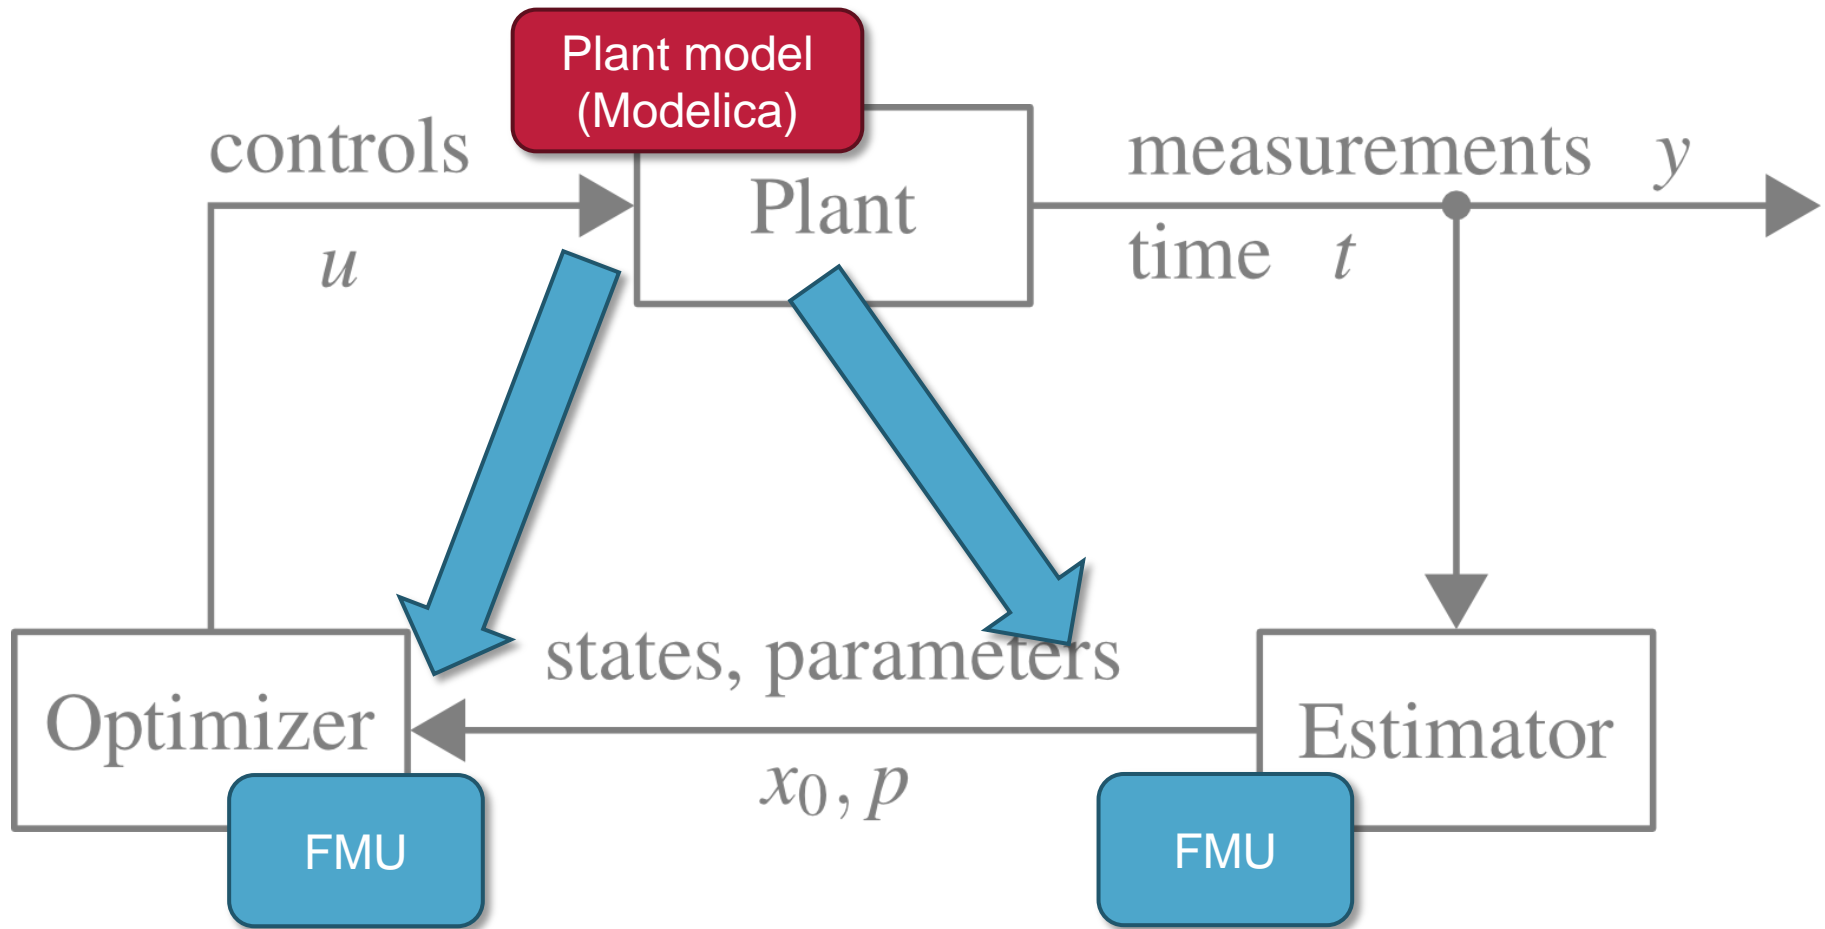 Plant model
(Modelica)
controls
u
Plant
measurements y
time t
states, parameters
x₀, p
Optimizer
Estimator
FMU
FMU